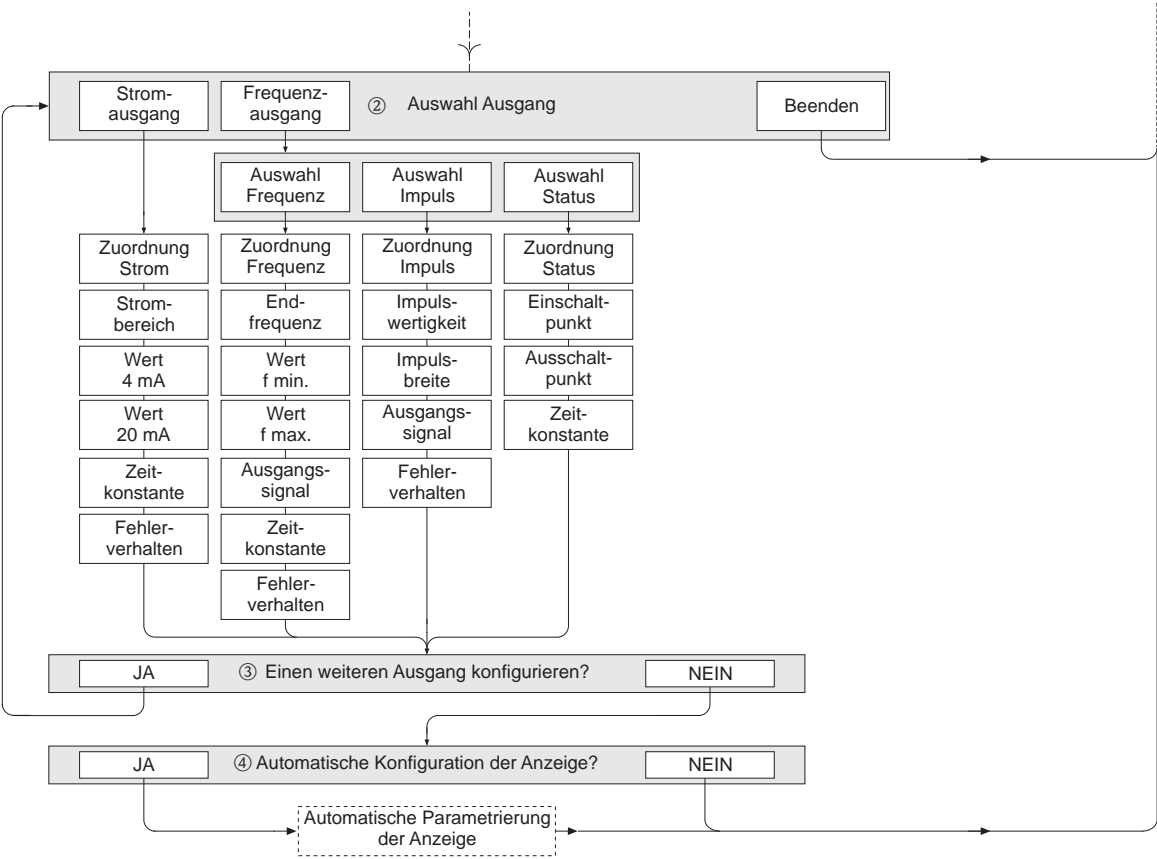 Strom-
ausgang
Frequenz-
ausgang
② Auswahl Ausgang
Beenden
Auswahl
Frequenz
Auswahl
Impuls
Auswahl
Status
Zuordnung
Strom
Zuordnung
Frequenz
Zuordnung
Impuls
Zuordnung
Status
Strom-
bereich
End-
frequenz
Impuls-
wertigkeit
Einschalt-
punkt
Wert
4 mA
Wert
f min.
Impuls-
breite
Ausschalt-
punkt
Wert
20 mA
Wert
f max.
Ausgangs-
signal
Zeit-
konstante
Zeit-
konstante
Ausgangs-
signal
Fehler-
verhalten
Fehler-
verhalten
Zeit-
konstante
Fehler-
verhalten
JA
③ Einen weiteren Ausgang konfigurieren?
NEIN
JA
④ Automatische Konfiguration der Anzeige?
NEIN
Automatische Parametrierung
der Anzeige